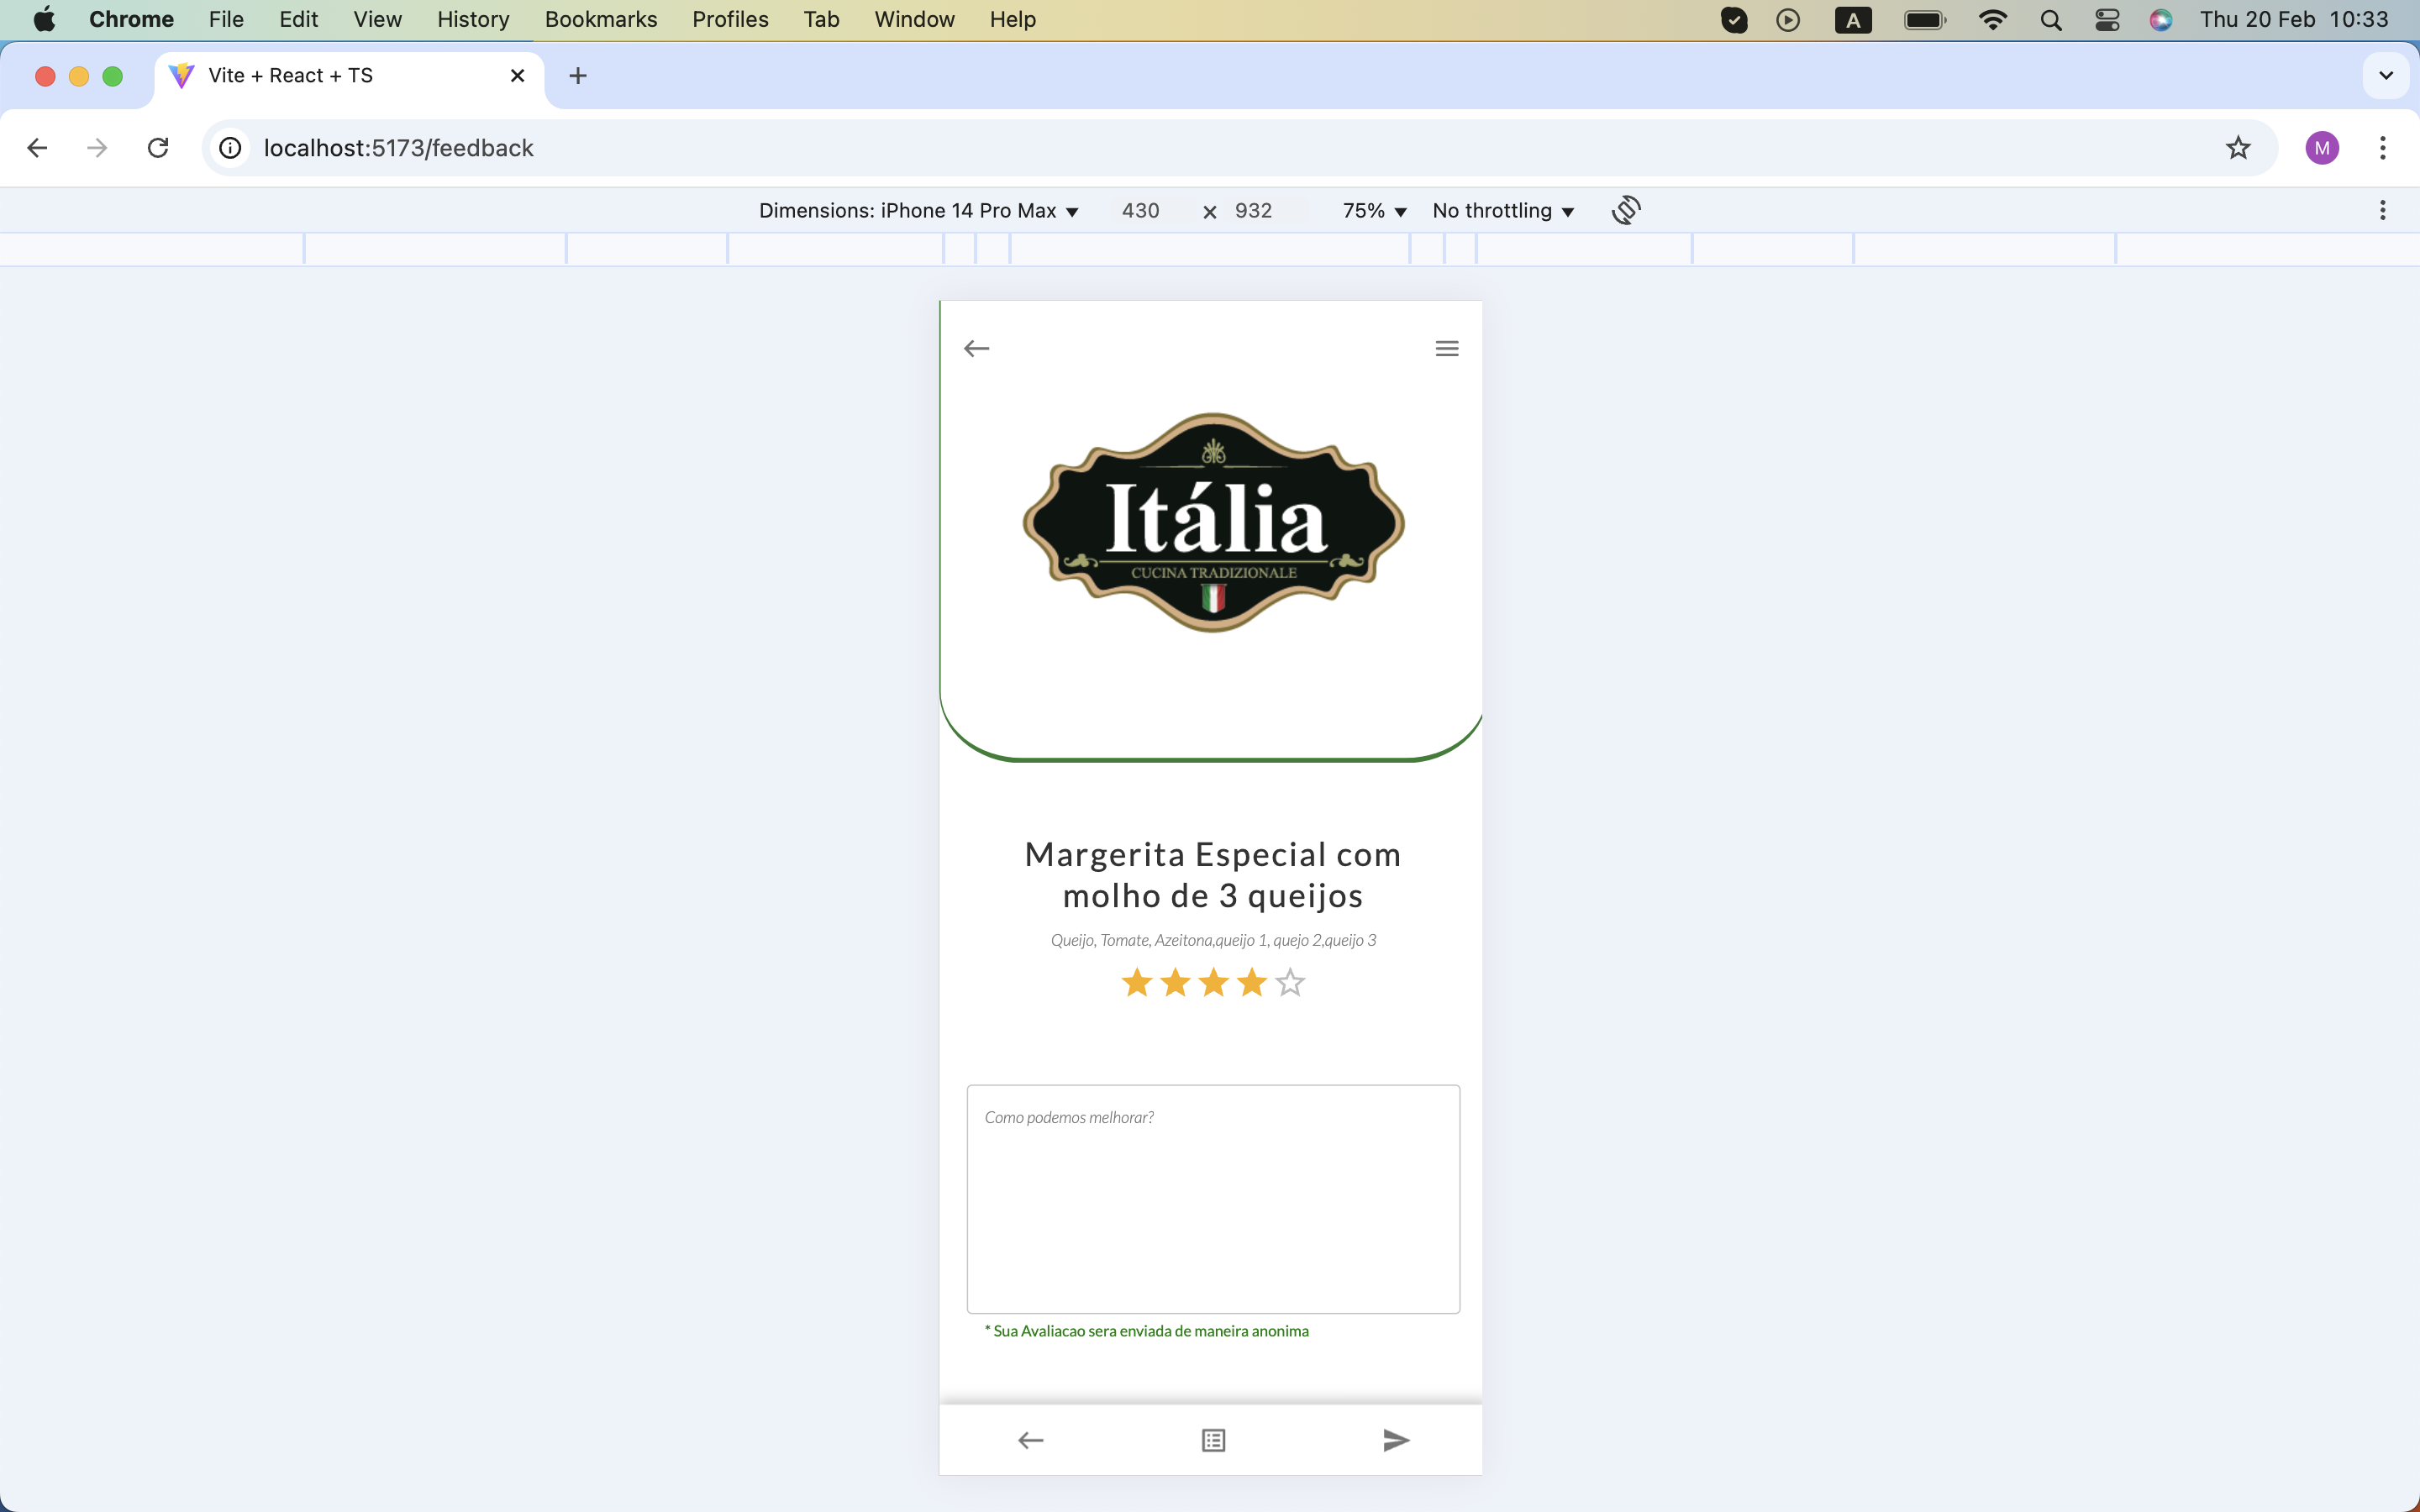 Chrome File Edit View History Bookmarks Profiles Tab Window Help A Thu 20 Feb 10:33
Vite + React + TS
localhost:5173/feedback M
Dimensions: iPhone 14 Pro Max 430 × 932 75% No throttling
Itália
CUCINA TRADIZIONALE
Margerita Especial com
molho de 3 queijos
Queijo, Tomate, Azeitona,queijo 1, quejo 2,queijo 3
Como podemos melhorar?
* Sua Avaliacao sera enviada de maneira anonima